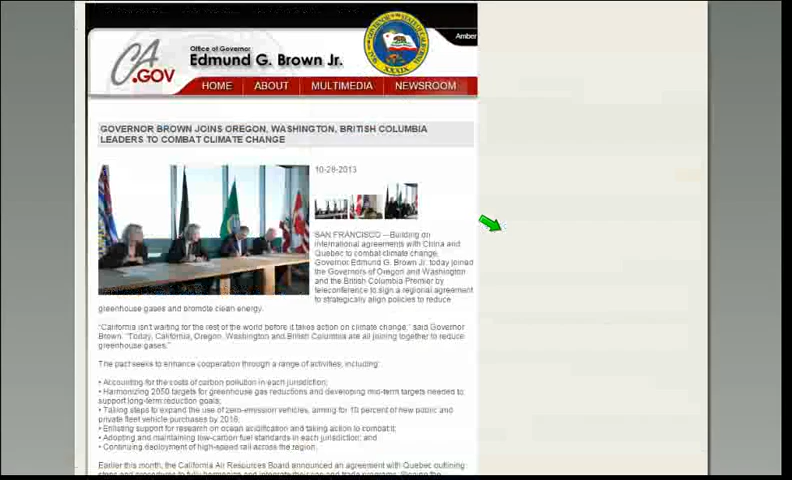 Amber
Office of Governor
Edmund G. Brown Jr.
CA
.GOV
HOME ABOUT MULTIMEDIA NEWSROOM
GOVERNOR BROWN JOINS OREGON, WASHINGTON, BRITISH COLUMBIA
LEADERS TO COMBAT CLIMATE CHANGE
10-28-2013
SAN FRANCISCO – Building on
international agreements with China and
Quebec to combat climate change,
Governor Edmund G. Brown Jr. today joined
the Governors of Oregon and Washington
and the British Columbia Premier by
teleconference to sign a regional agreement
to strategically align policies to reduce
greenhouse gases and promote clean energy.
"California isn't waiting for the rest of the world before it takes action on climate change," said Governor
Brown. "Today, California, Oregon, Washington and British Columbia are all joining together to reduce
greenhouse gases."
The pact seeks to enhance cooperation through a range of activities, including:
• Accounting for the costs of carbon pollution in each jurisdiction;
• Harmonizing 2050 targets for greenhouse gas reductions and developing mid-term targets needed to
support long-term reduction goals;
• Taking steps to expand the use of zero-emission vehicles, aiming for 10 percent of new public and
private fleet vehicle purchases by 2016;
• Enlisting support for research on ocean acidification and taking action to combat it;
• Adopting and maintaining low-carbon fuel standards in each jurisdiction; and
• Continuing deployment of high-speed rail across the region.
Earlier this month, the California Air Resources Board announced an agreement with Quebec outlining